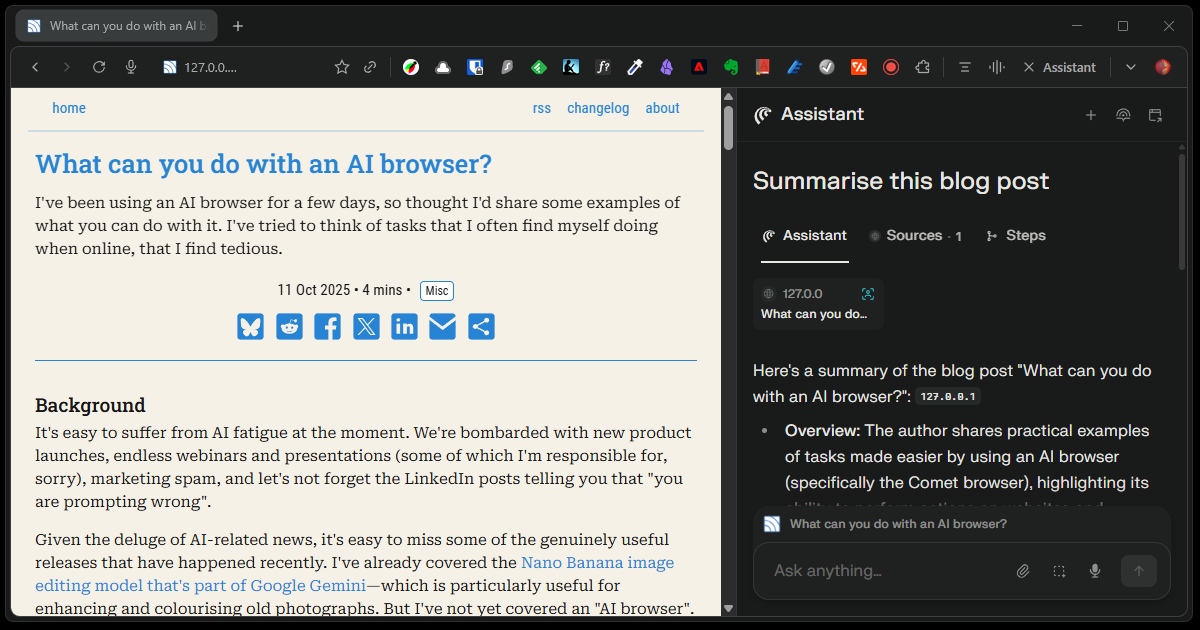 What can you do with an AI b
127.0.0....
Assistant
home
rss changelog about
What can you do with an AI browser?
I've been using an AI browser for a few days, so thought I'd share some examples of
what you can do with it. I've tried to think of tasks that I often find myself doing
when online, that I find tedious.
11 Oct 2025 • 4 mins • Misc
Background
It's easy to suffer from AI fatigue at the moment. We're bombarded with new product
launches, endless webinars and presentations (some of which I'm responsible for,
sorry), marketing spam, and let's not forget the LinkedIn posts telling you that "you
are prompting wrong".
Given the deluge of AI-related news, it's easy to miss some of the genuinely useful
releases that have happened recently. I've already covered the Nano Banana image
editing model that's part of Google Gemini—which is particularly useful for
enhancing and colourising old photographs. But I've not yet covered an "AI browser".
Assistant
Summarise this blog post
Assistant Sources · 1 Steps
127.0.0
What can you do...
Here's a summary of the blog post "What can you do
with an AI browser?": 127.0.0.1
• Overview: The author shares practical examples
of tasks made easier by using an AI browser
(specifically the Comet browser), highlighting its
ability to perform actions on websites and
What can you do with an AI browser?
Ask anything...